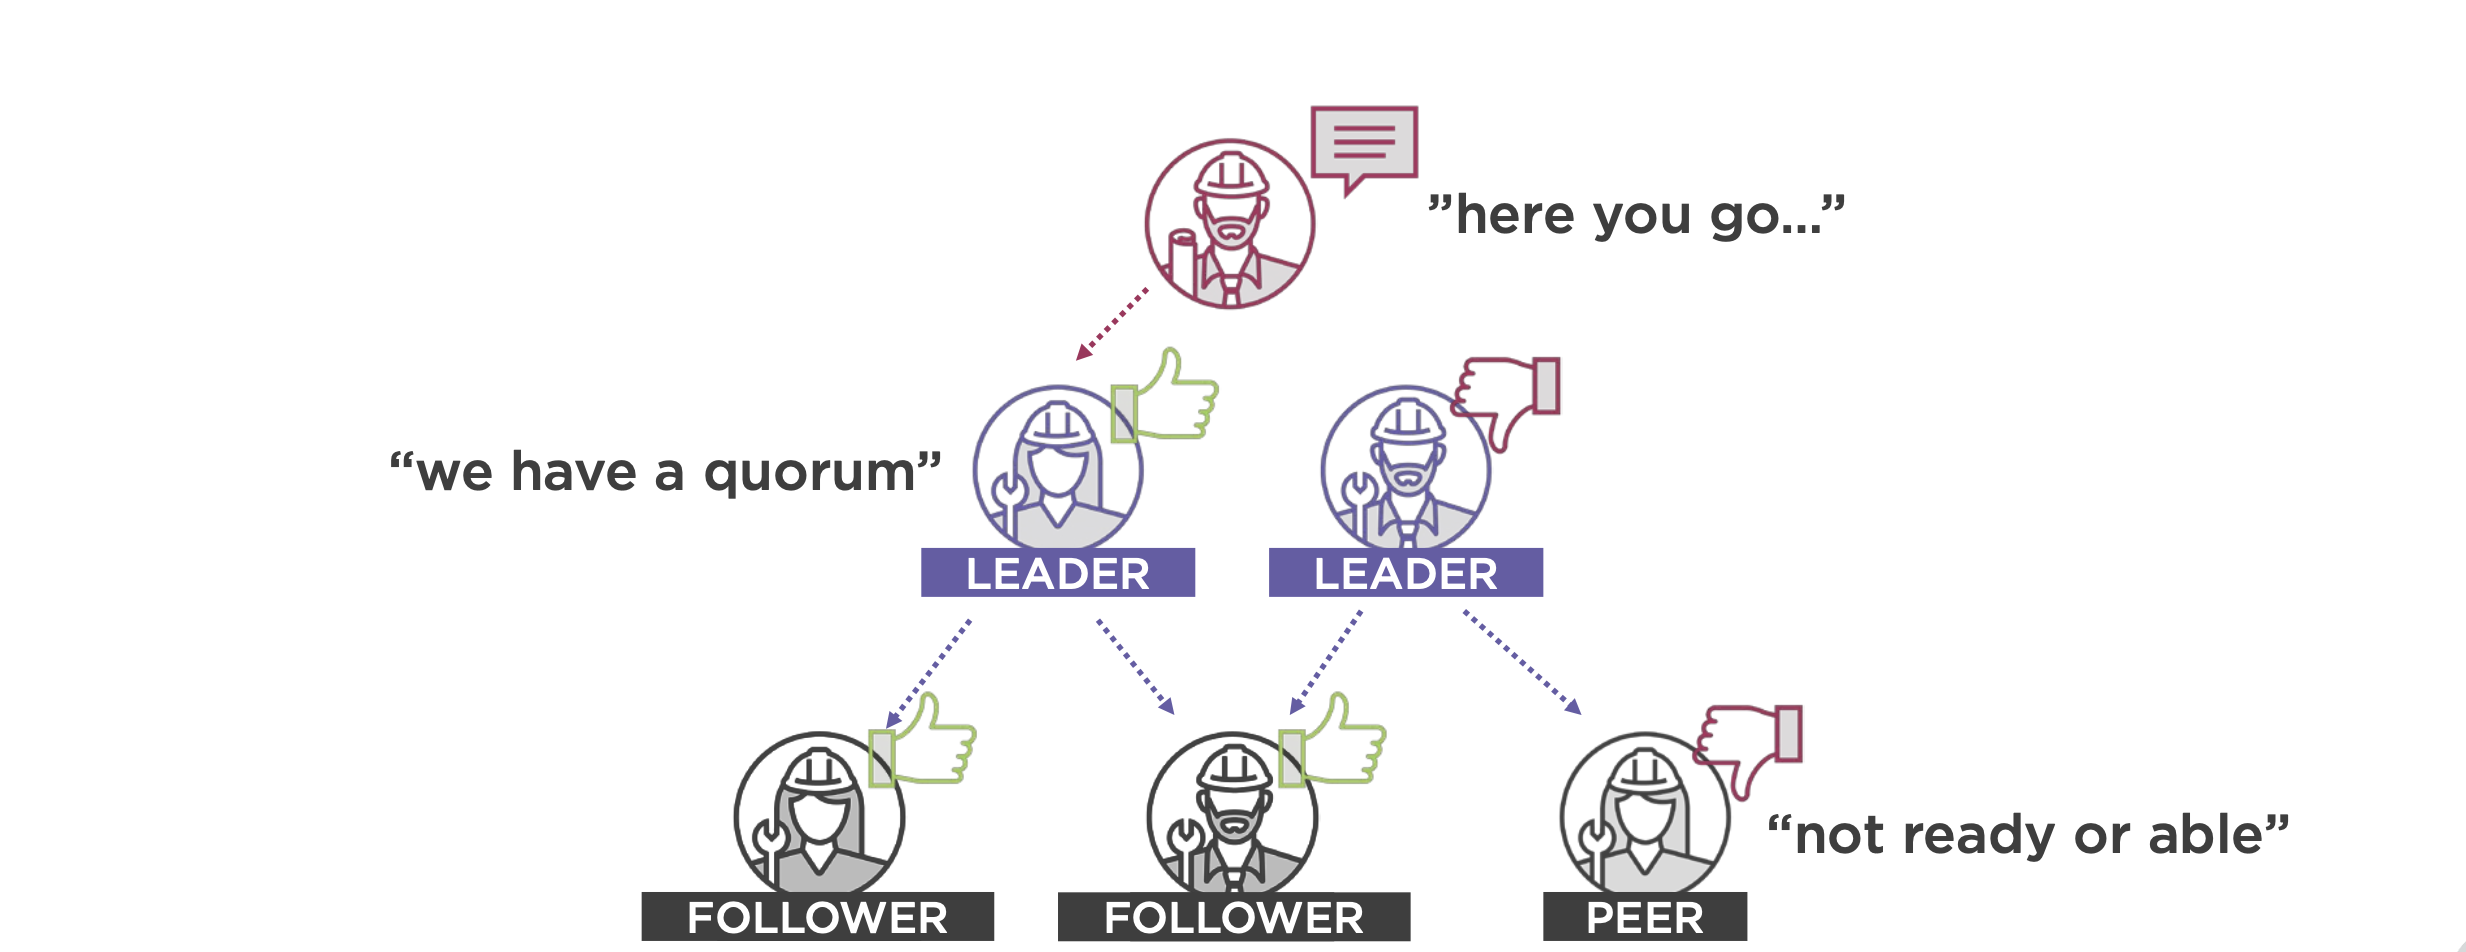 ”here you go...”
“we have a quorum”
LEADER
LEADER
“not ready or able”
FOLLOWER
FOLLOWER
PEER